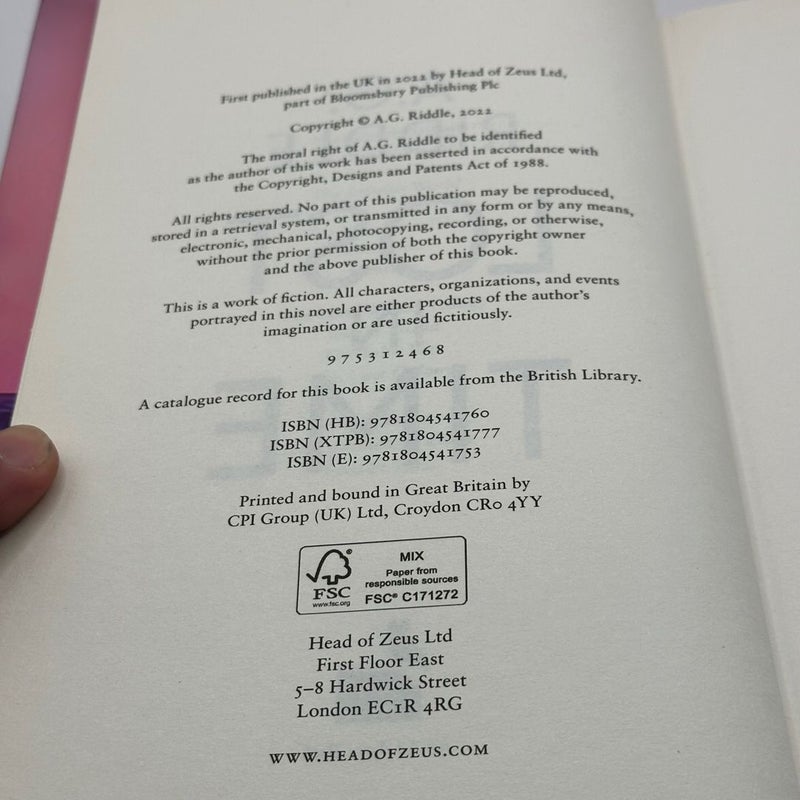 First published in the UK in 2022 by Head of Zeus Ltd,
part of Bloomsbury Publishing Plc
Copyright © A.G. Riddle, 2022
The moral right of A.G. Riddle to be identified
as the author of this work has been asserted in accordance with
the Copyright, Designs and Patents Act of 1988.
All rights reserved. No part of this publication may be reproduced,
stored in a retrieval system, or transmitted in any form or by any means,
electronic, mechanical, photocopying, recording, or otherwise,
without the prior permission of both the copyright owner
and the above publisher of this book.
This is a work of fiction. All characters, organizations, and events
portrayed in this novel are either products of the author's
imagination or are used fictitiously.
9 7 5 3 1 2 4 6 8
A catalogue record for this book is available from the British Library.
ISBN (HB): 9781804541760
ISBN (XTPB): 9781804541777
ISBN (E): 9781804541753
Printed and bound in Great Britain by
CPI Group (UK) Ltd, Croydon CR0 4YY
FSC
www.fsc.org
MIX
Paper from
responsible sources
FSC® C171272
Head of Zeus Ltd
First Floor East
5–8 Hardwick Street
London EC1R 4RG
WWW.HEADOFZEUS.COM